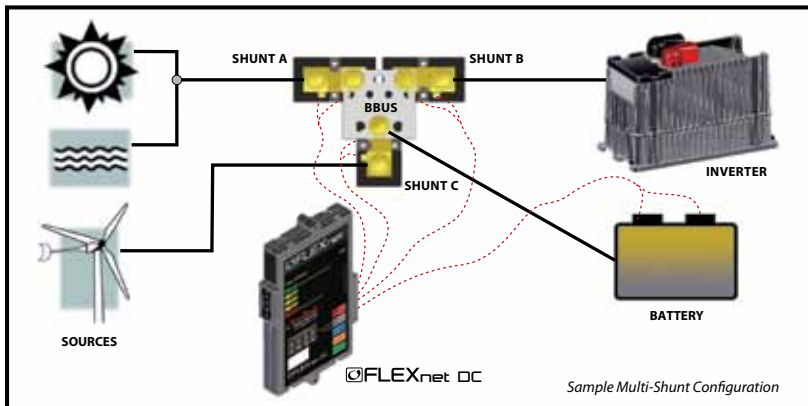 SHUNT A
SHUNT B
BBUS
INVERTER
SHUNT C
BATTERY
SOURCES
FLEXnet DC
Sample Multi-Shunt Configuration